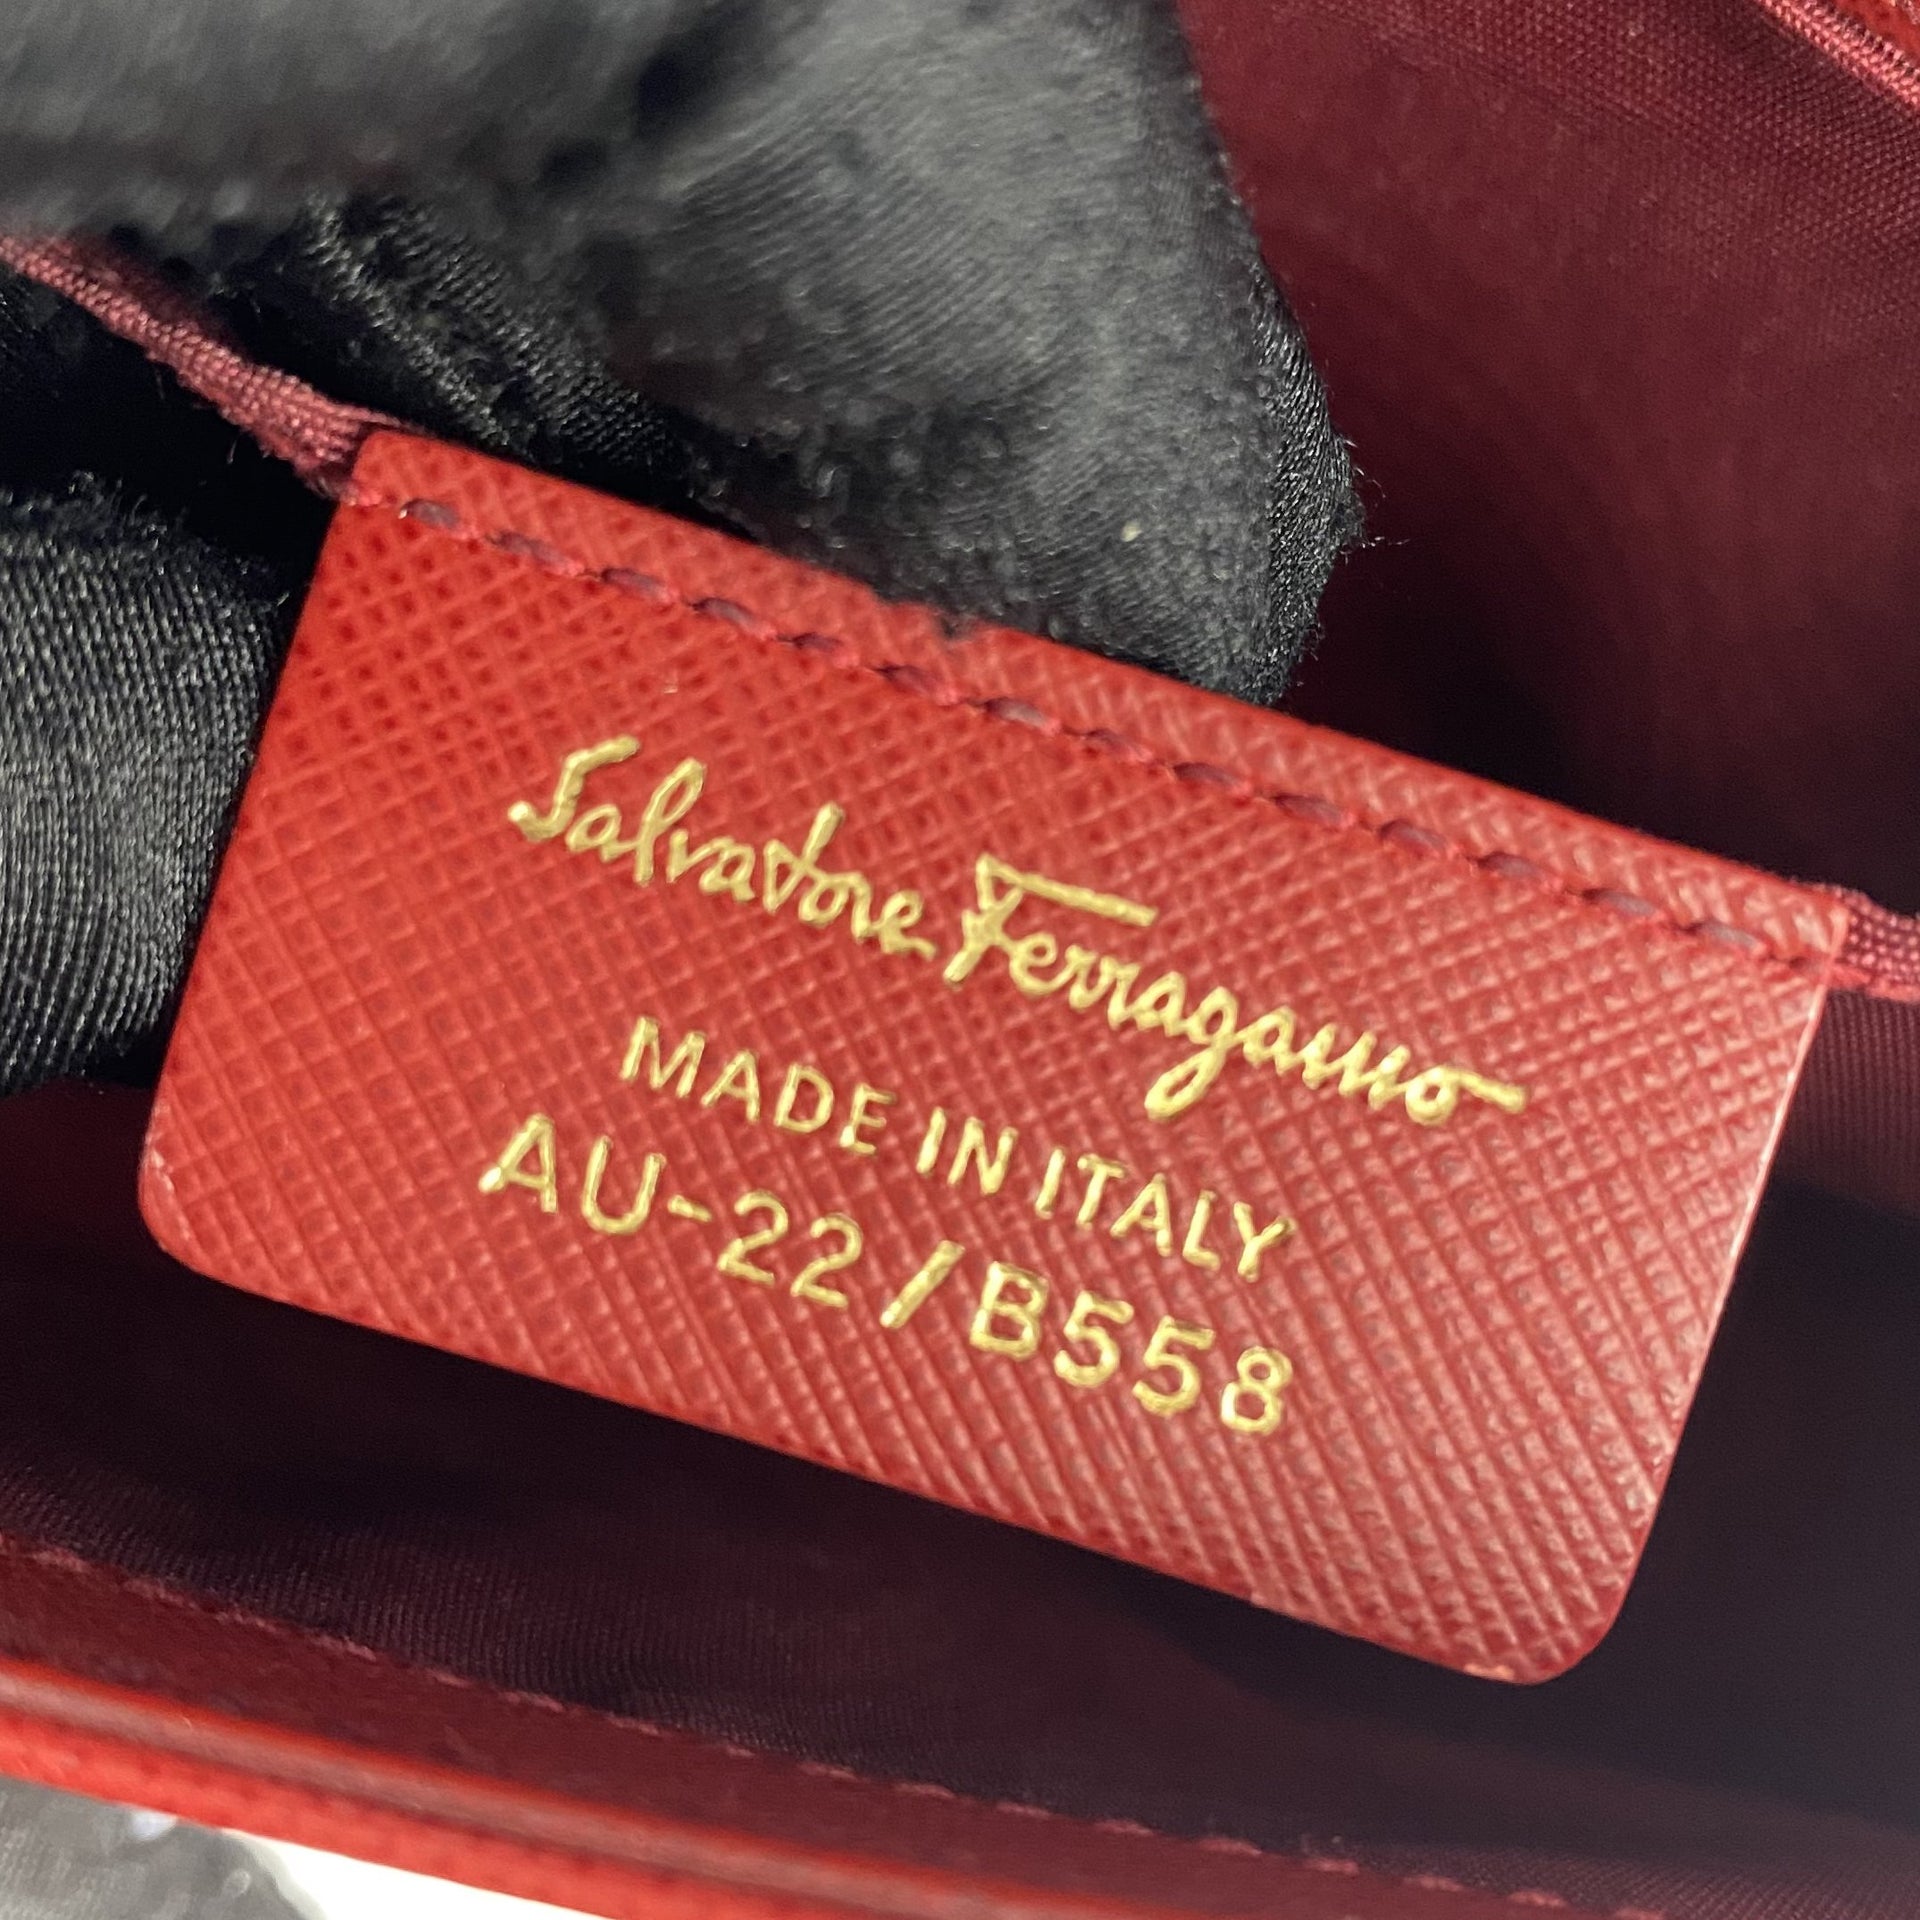 Salvatore Ferragamo
MADE IN ITALY
AU-22/B558